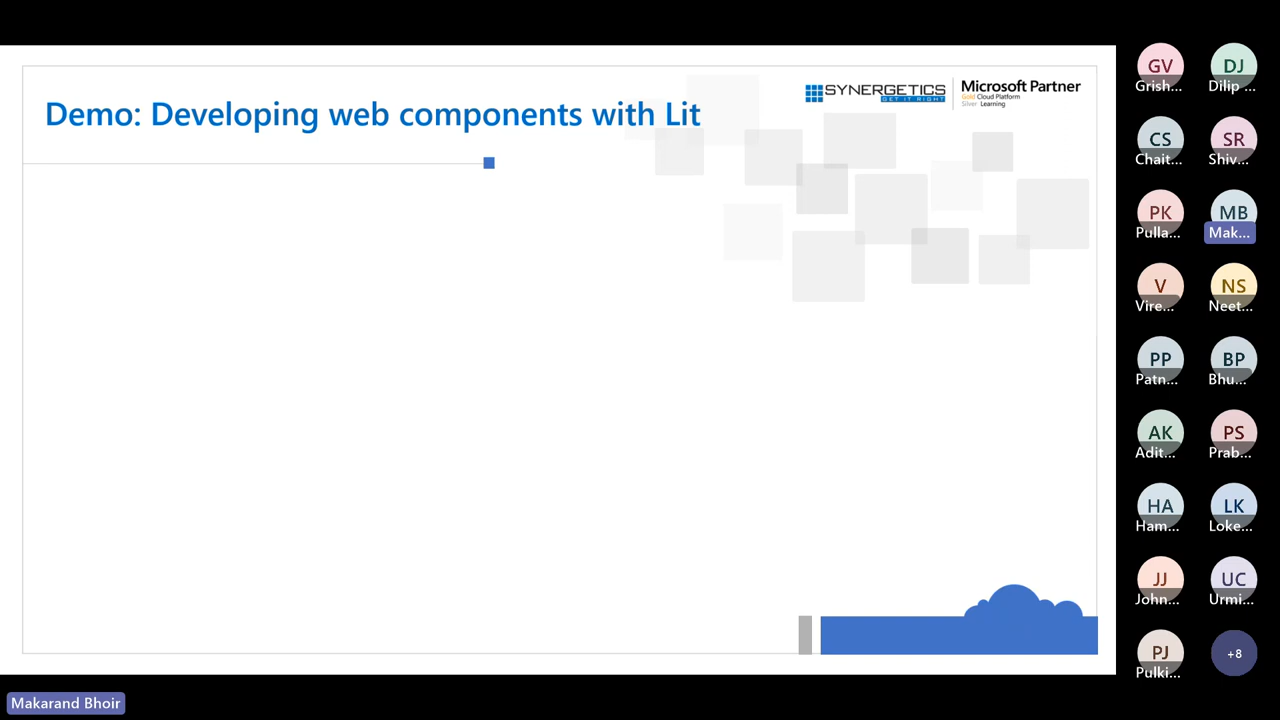 Demo: Developing web components with Lit
SYNERGETICS
GET IT RIGHT
Microsoft Partner
Gold Cloud Platform
Silver Learning
GV
Grish...
DJ
Dilip ...
CS
Chait...
SR
Shiv...
PK
Pulla...
MB
Mak...
V
Vire...
NS
Neet...
PP
Patn...
BP
Bhu...
AK
Adit...
PS
Prab...
HA
Ham...
LK
Loke...
JJ
John...
UC
Urmi...
PJ
Pulki...
+8
Makarand Bhoir